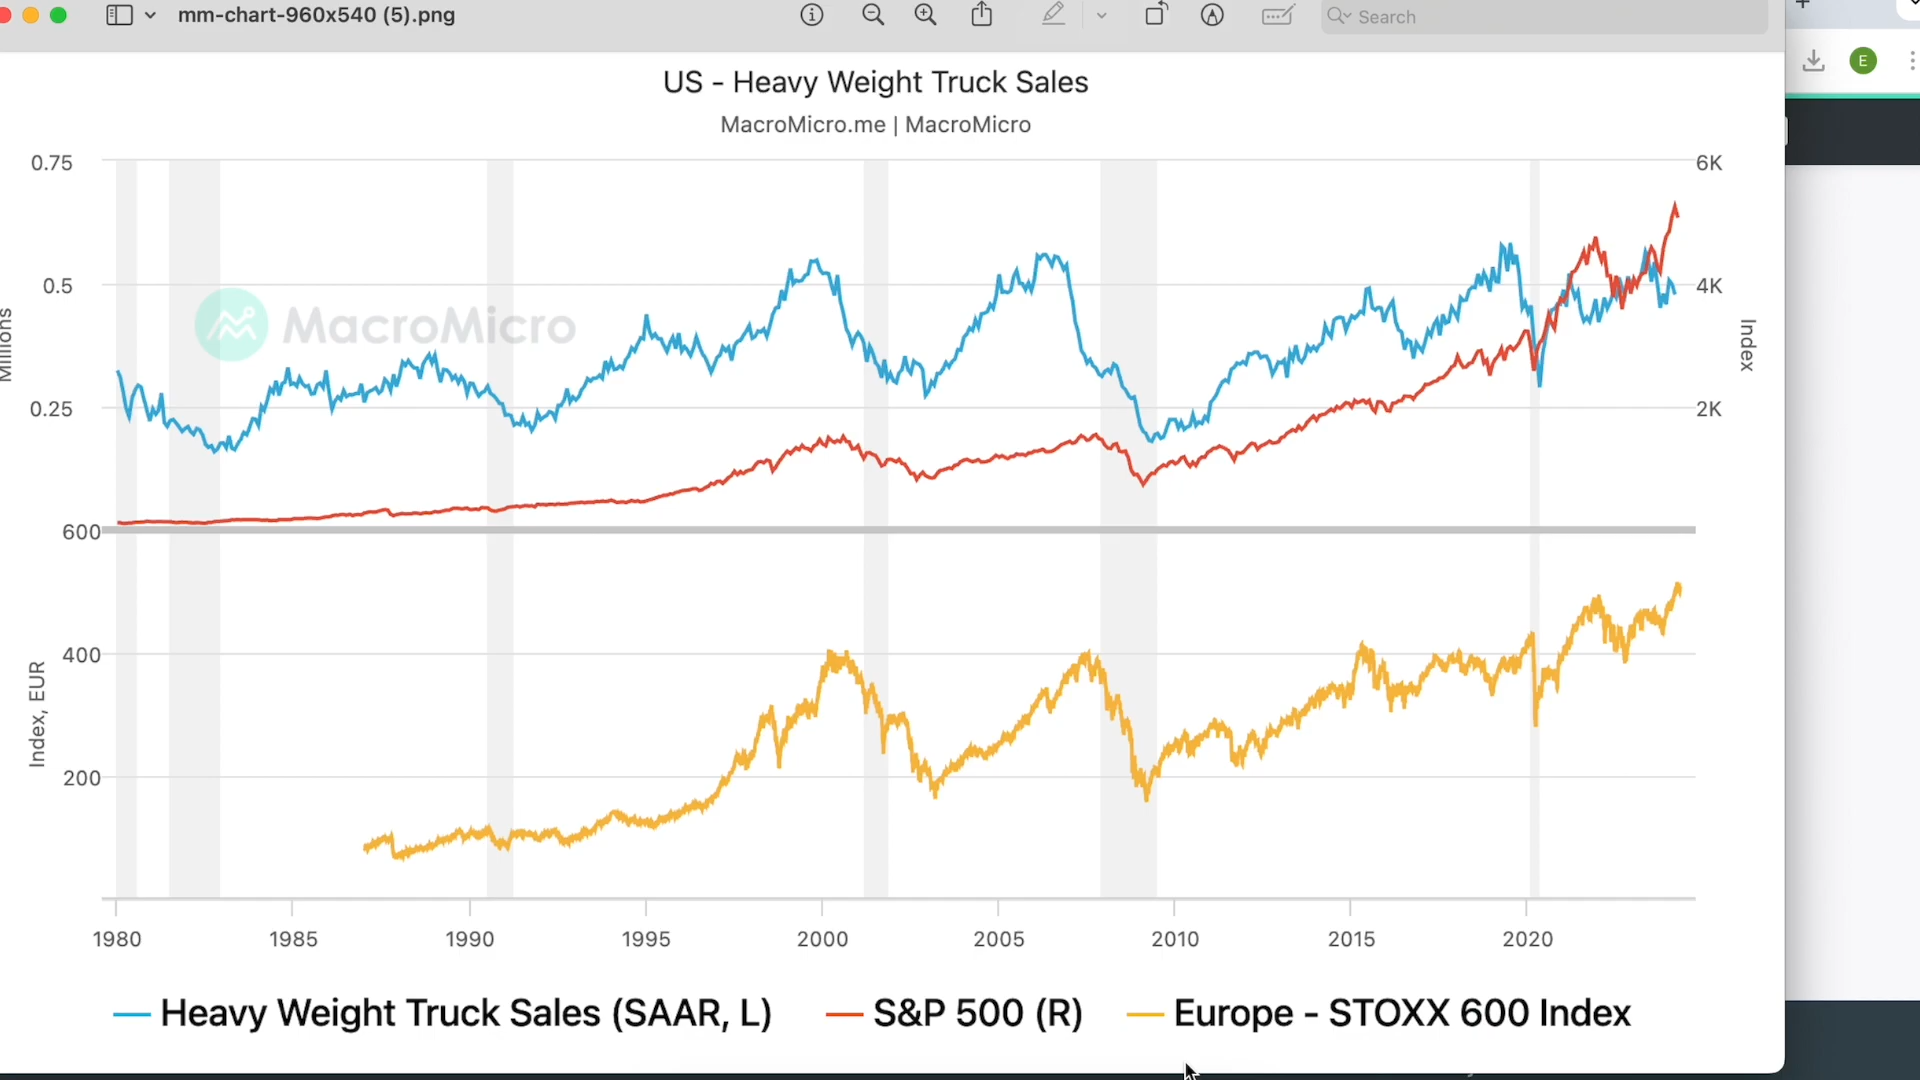 mm-chart-960x540 (5).png
Search
E
US - Heavy Weight Truck Sales
MacroMicro.me | MacroMicro
0.75
6K
0.5
4K
MacroMicro
Millions
Index
0.25
2K
600
400
Index, EUR
200
1980 1985 1990 1995 2000 2005 2010 2015 2020
Heavy Weight Truck Sales (SAAR, L) S&P 500 (R) Europe - STOXX 600 Index